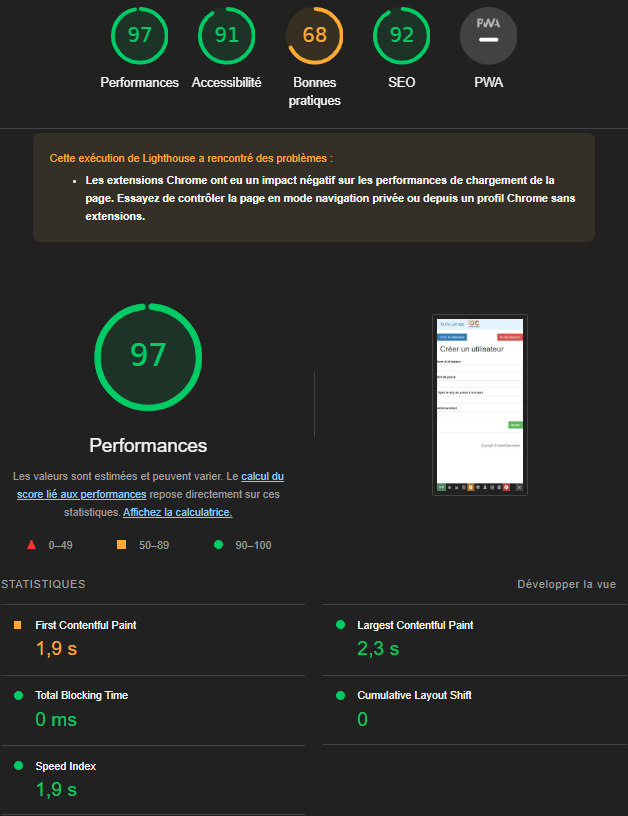 97
91
68
92
PWA
Performances
Accessibilité
Bonnes
pratiques
SEO
PWA
Cette exécution de Lighthouse a rencontré des problèmes :
• Les extensions Chrome ont eu un impact négatif sur les performances de chargement de la
page. Essayez de contrôler la page en mode navigation privée ou depuis un profil Chrome sans
extensions.
97
Performances
Les valeurs sont estimées et peuvent varier. Le calcul du
score lié aux performances repose directement sur ces
statistiques. Affichez la calculatrice.
0–49
50–89
90–100
Créer un utilisateur
STATISTIQUES
Développer la vue
First Contentful Paint
1,9 s
Largest Contentful Paint
2,3 s
Total Blocking Time
0 ms
Cumulative Layout Shift
0
Speed Index
1,9 s